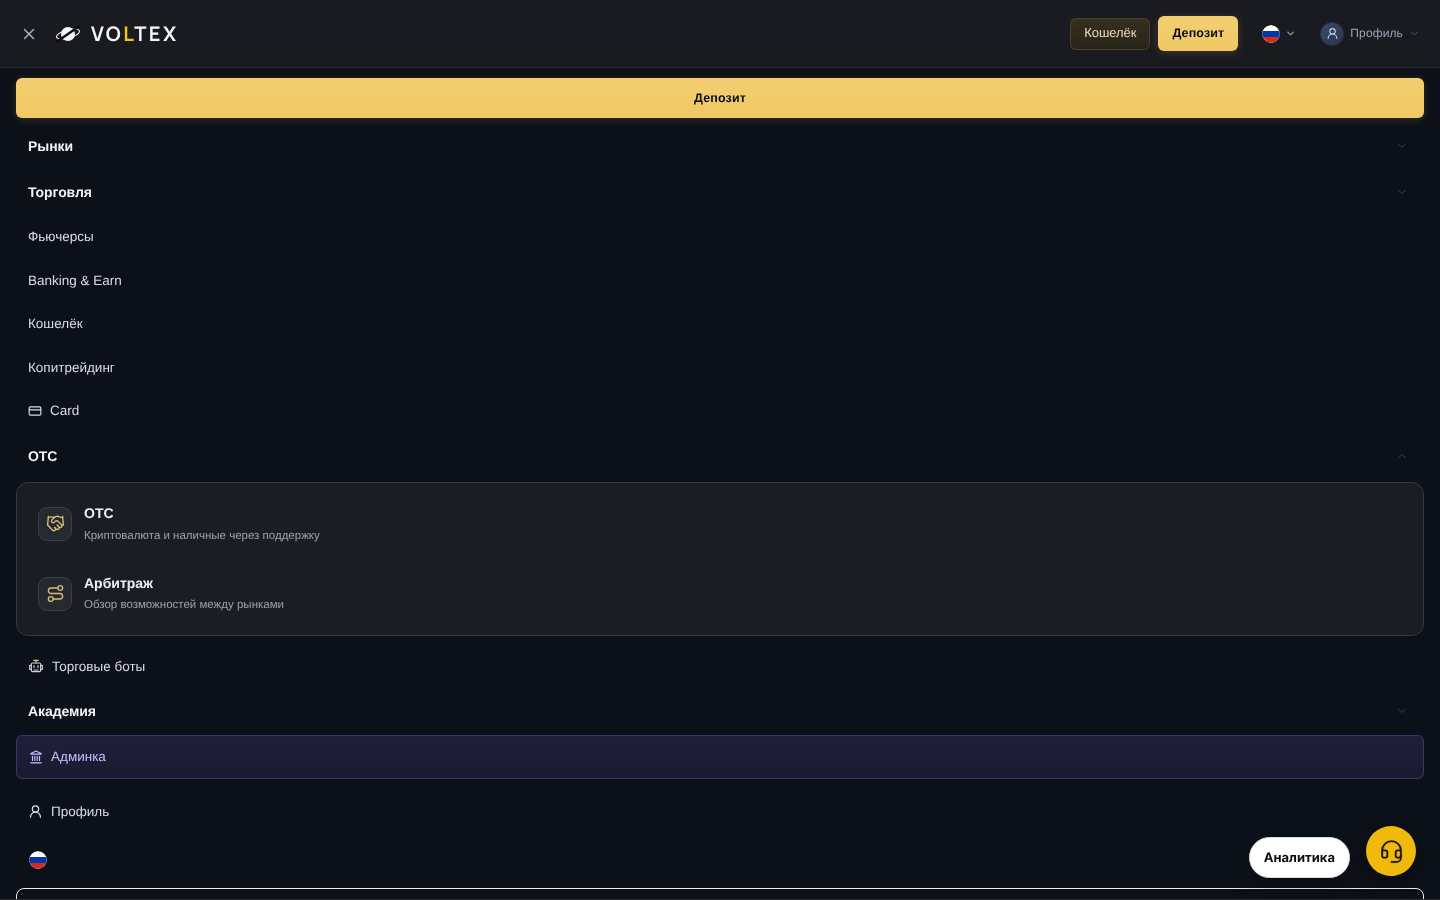 VOLTEX
Кошелёк
Депозит
Профиль
Депозит
Рынки
Торговля
Фьючерсы
Banking & Earn
Кошелёк
Копитрейдинг
Card
OTC
OTC
Криптовалюта и наличные через поддержку
Арбитраж
Обзор возможностей между рынками
Торговые боты
Академия
Админка
Профиль
Аналитика